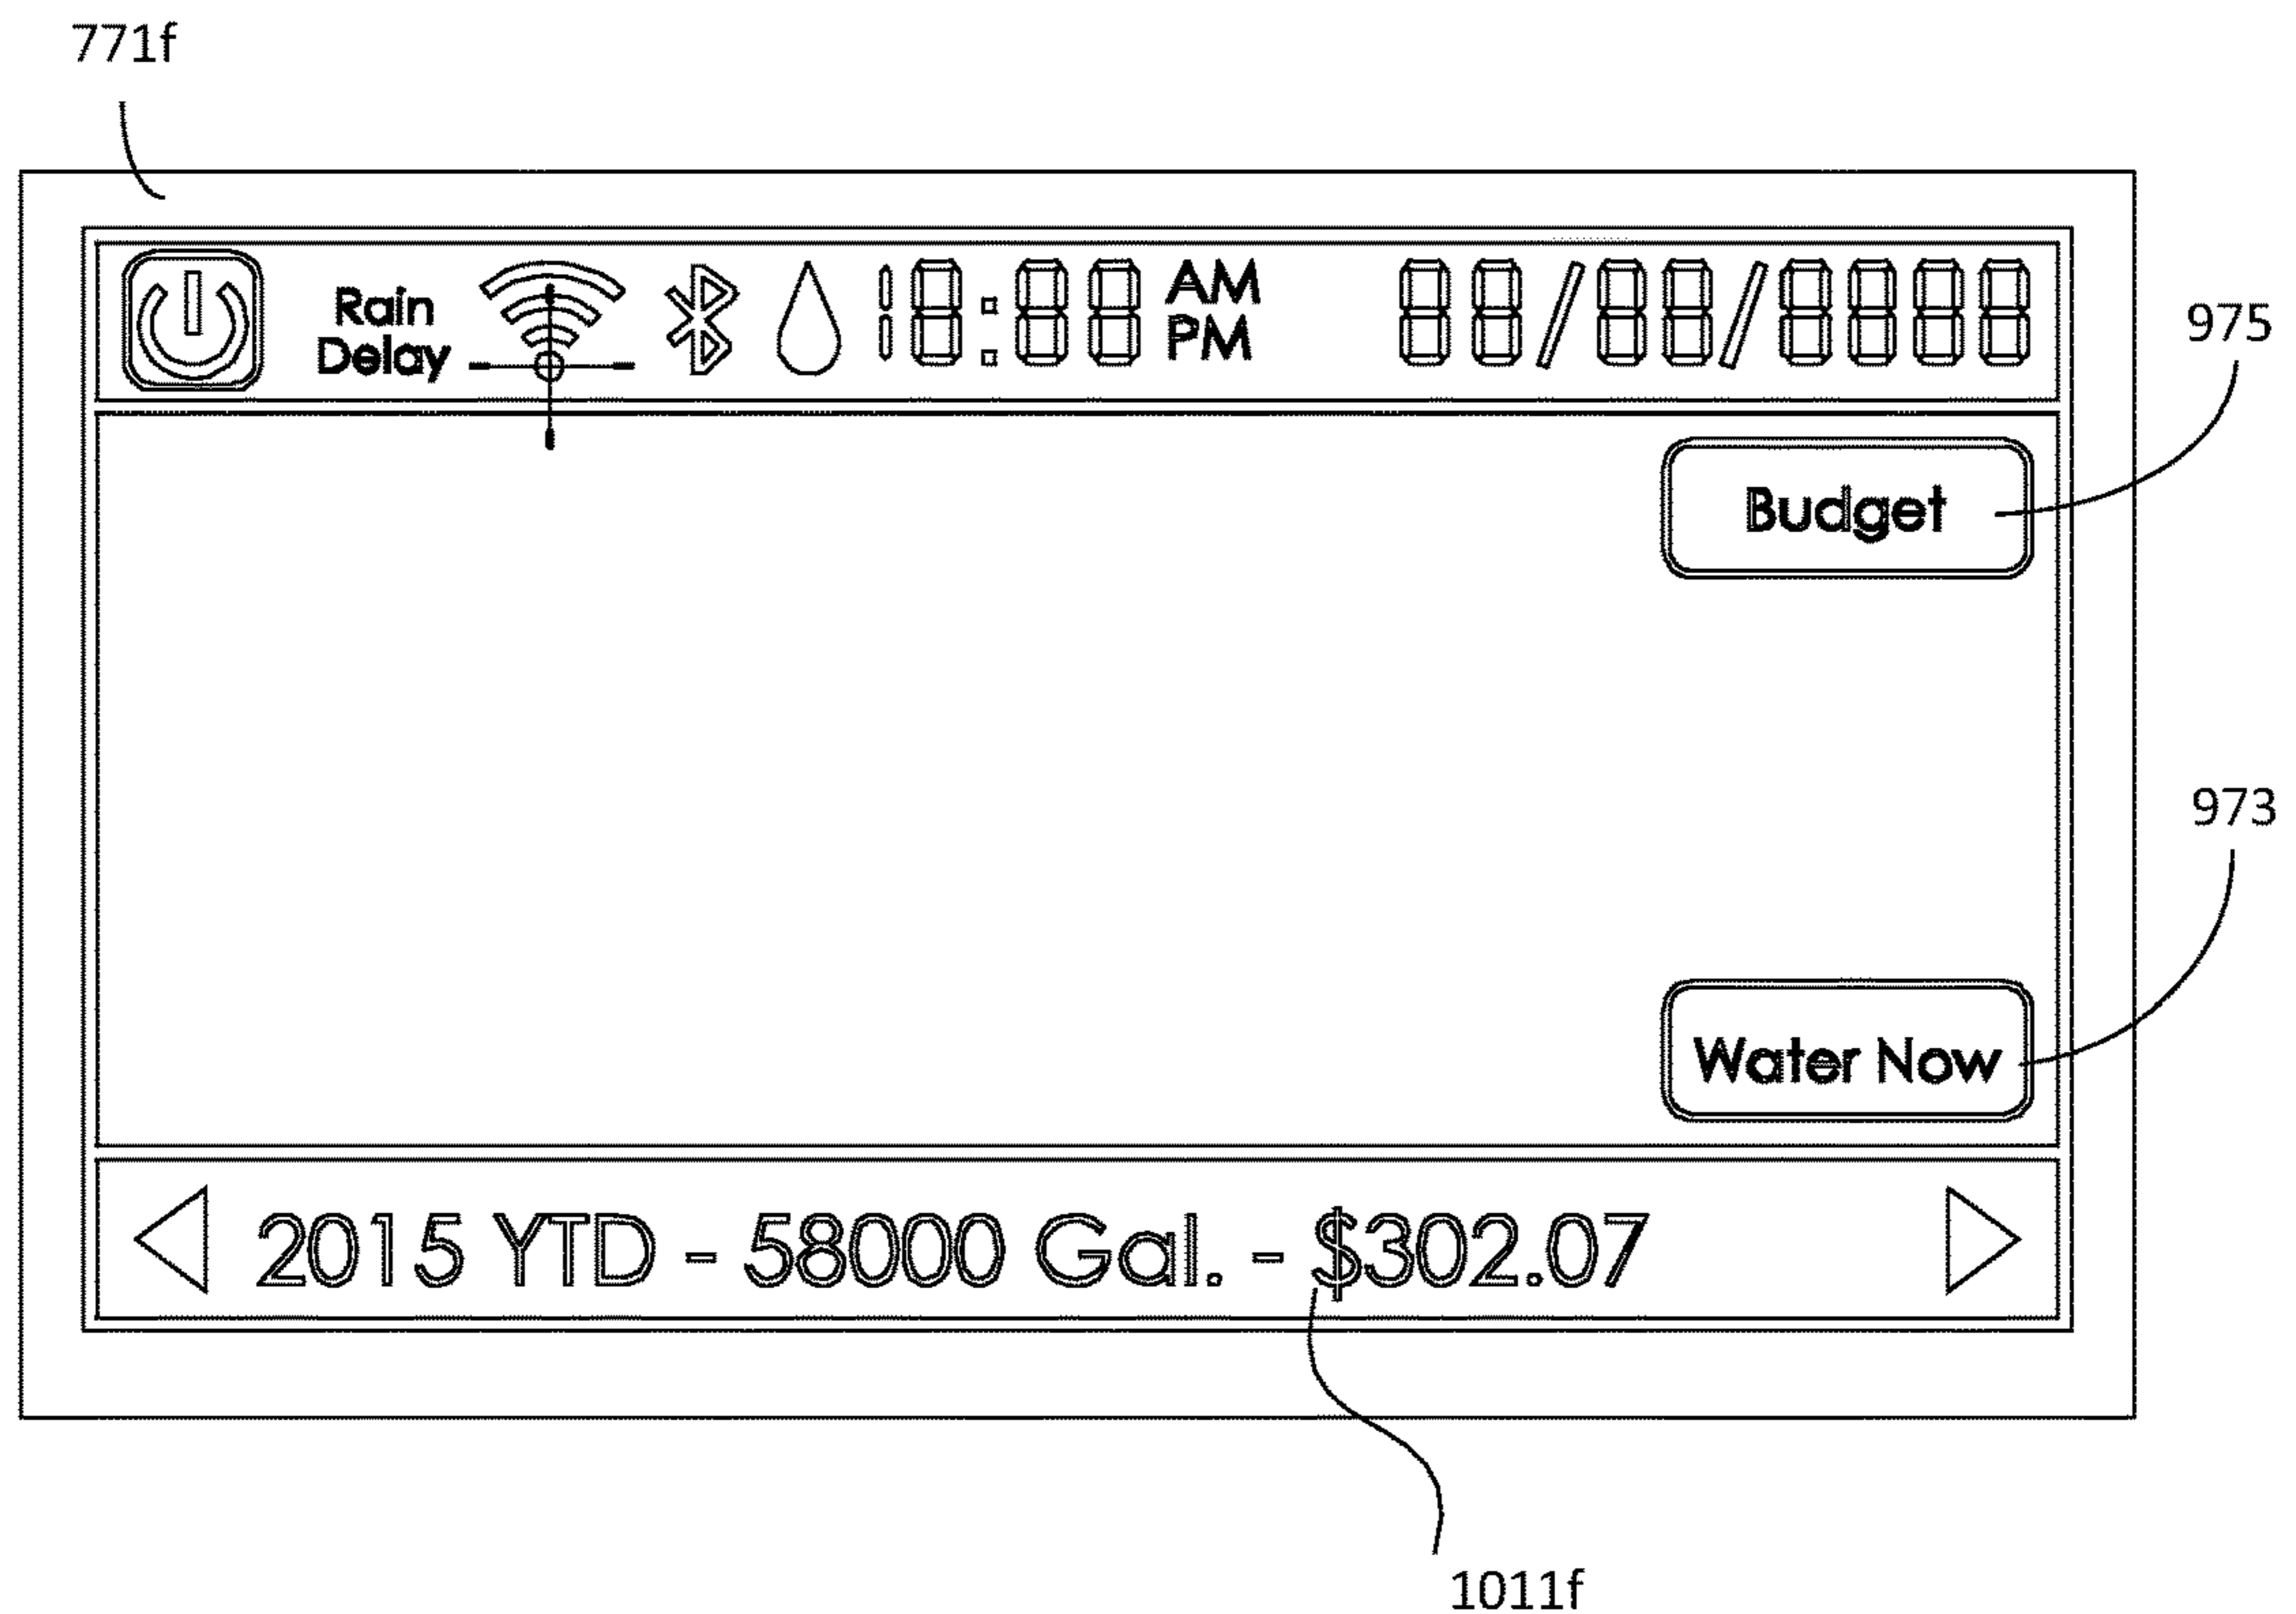 771f
Rain
Delay
18:88 AM
PM
88/88/8888
975
Budget
973
Water Now
2015 YTD - 58000 Gal. - $302.07
1011f